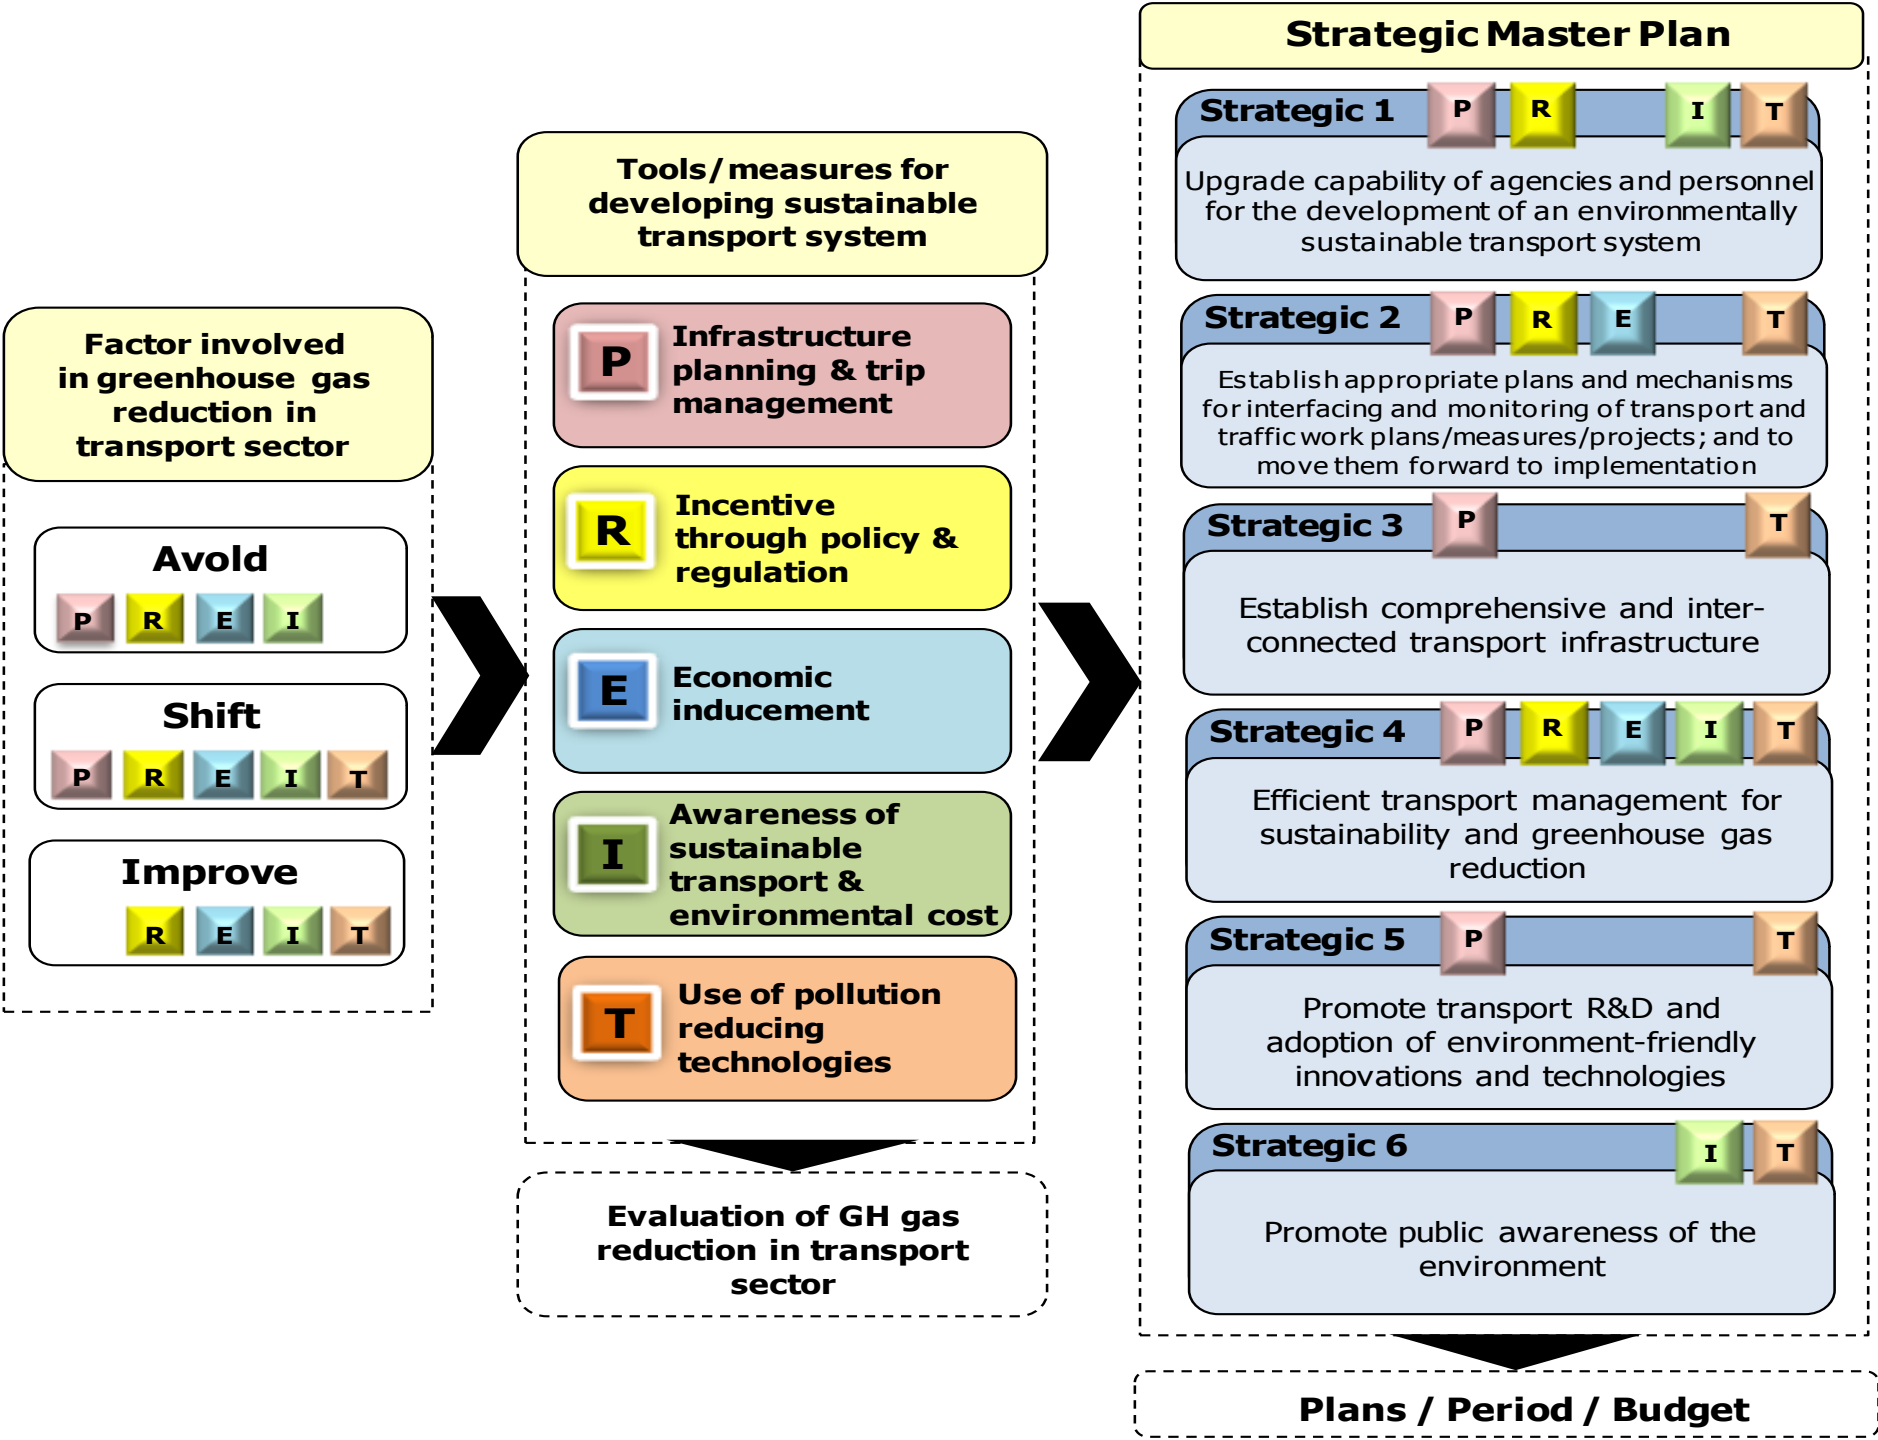 Factor involved
in greenhouse gas
reduction in
transport sector
Avold
P R E I
Shift
P R E I T
Improve
R E I T
Tools/measures for
developing sustainable
transport system
P
Infrastructure
planning & trip
management
R
Incentive
through policy &
regulation
E
Economic
inducement
I
Awareness of
sustainable
transport &
environmental cost
T
Use of pollution
reducing
technologies
Evaluation of GH gas
reduction in transport
sector
Strategic Master Plan
Strategic 1 P R I T
Upgrade capability of agencies and personnel
for the development of an environmentally
sustainable transport system
Strategic 2 P R E T
Establish appropriate plans and mechanisms
for interfacing and monitoring of transport and
traffic work plans/measures/projects; and to
move them forward to implementation
Strategic 3 P T
Establish comprehensive and inter-
connected transport infrastructure
Strategic 4 P R E I T
Efficient transport management for
sustainability and greenhouse gas
reduction
Strategic 5 P T
Promote transport R&D and
adoption of environment-friendly
innovations and technologies
Strategic 6 I T
Promote public awareness of the
environment
Plans / Period / Budget